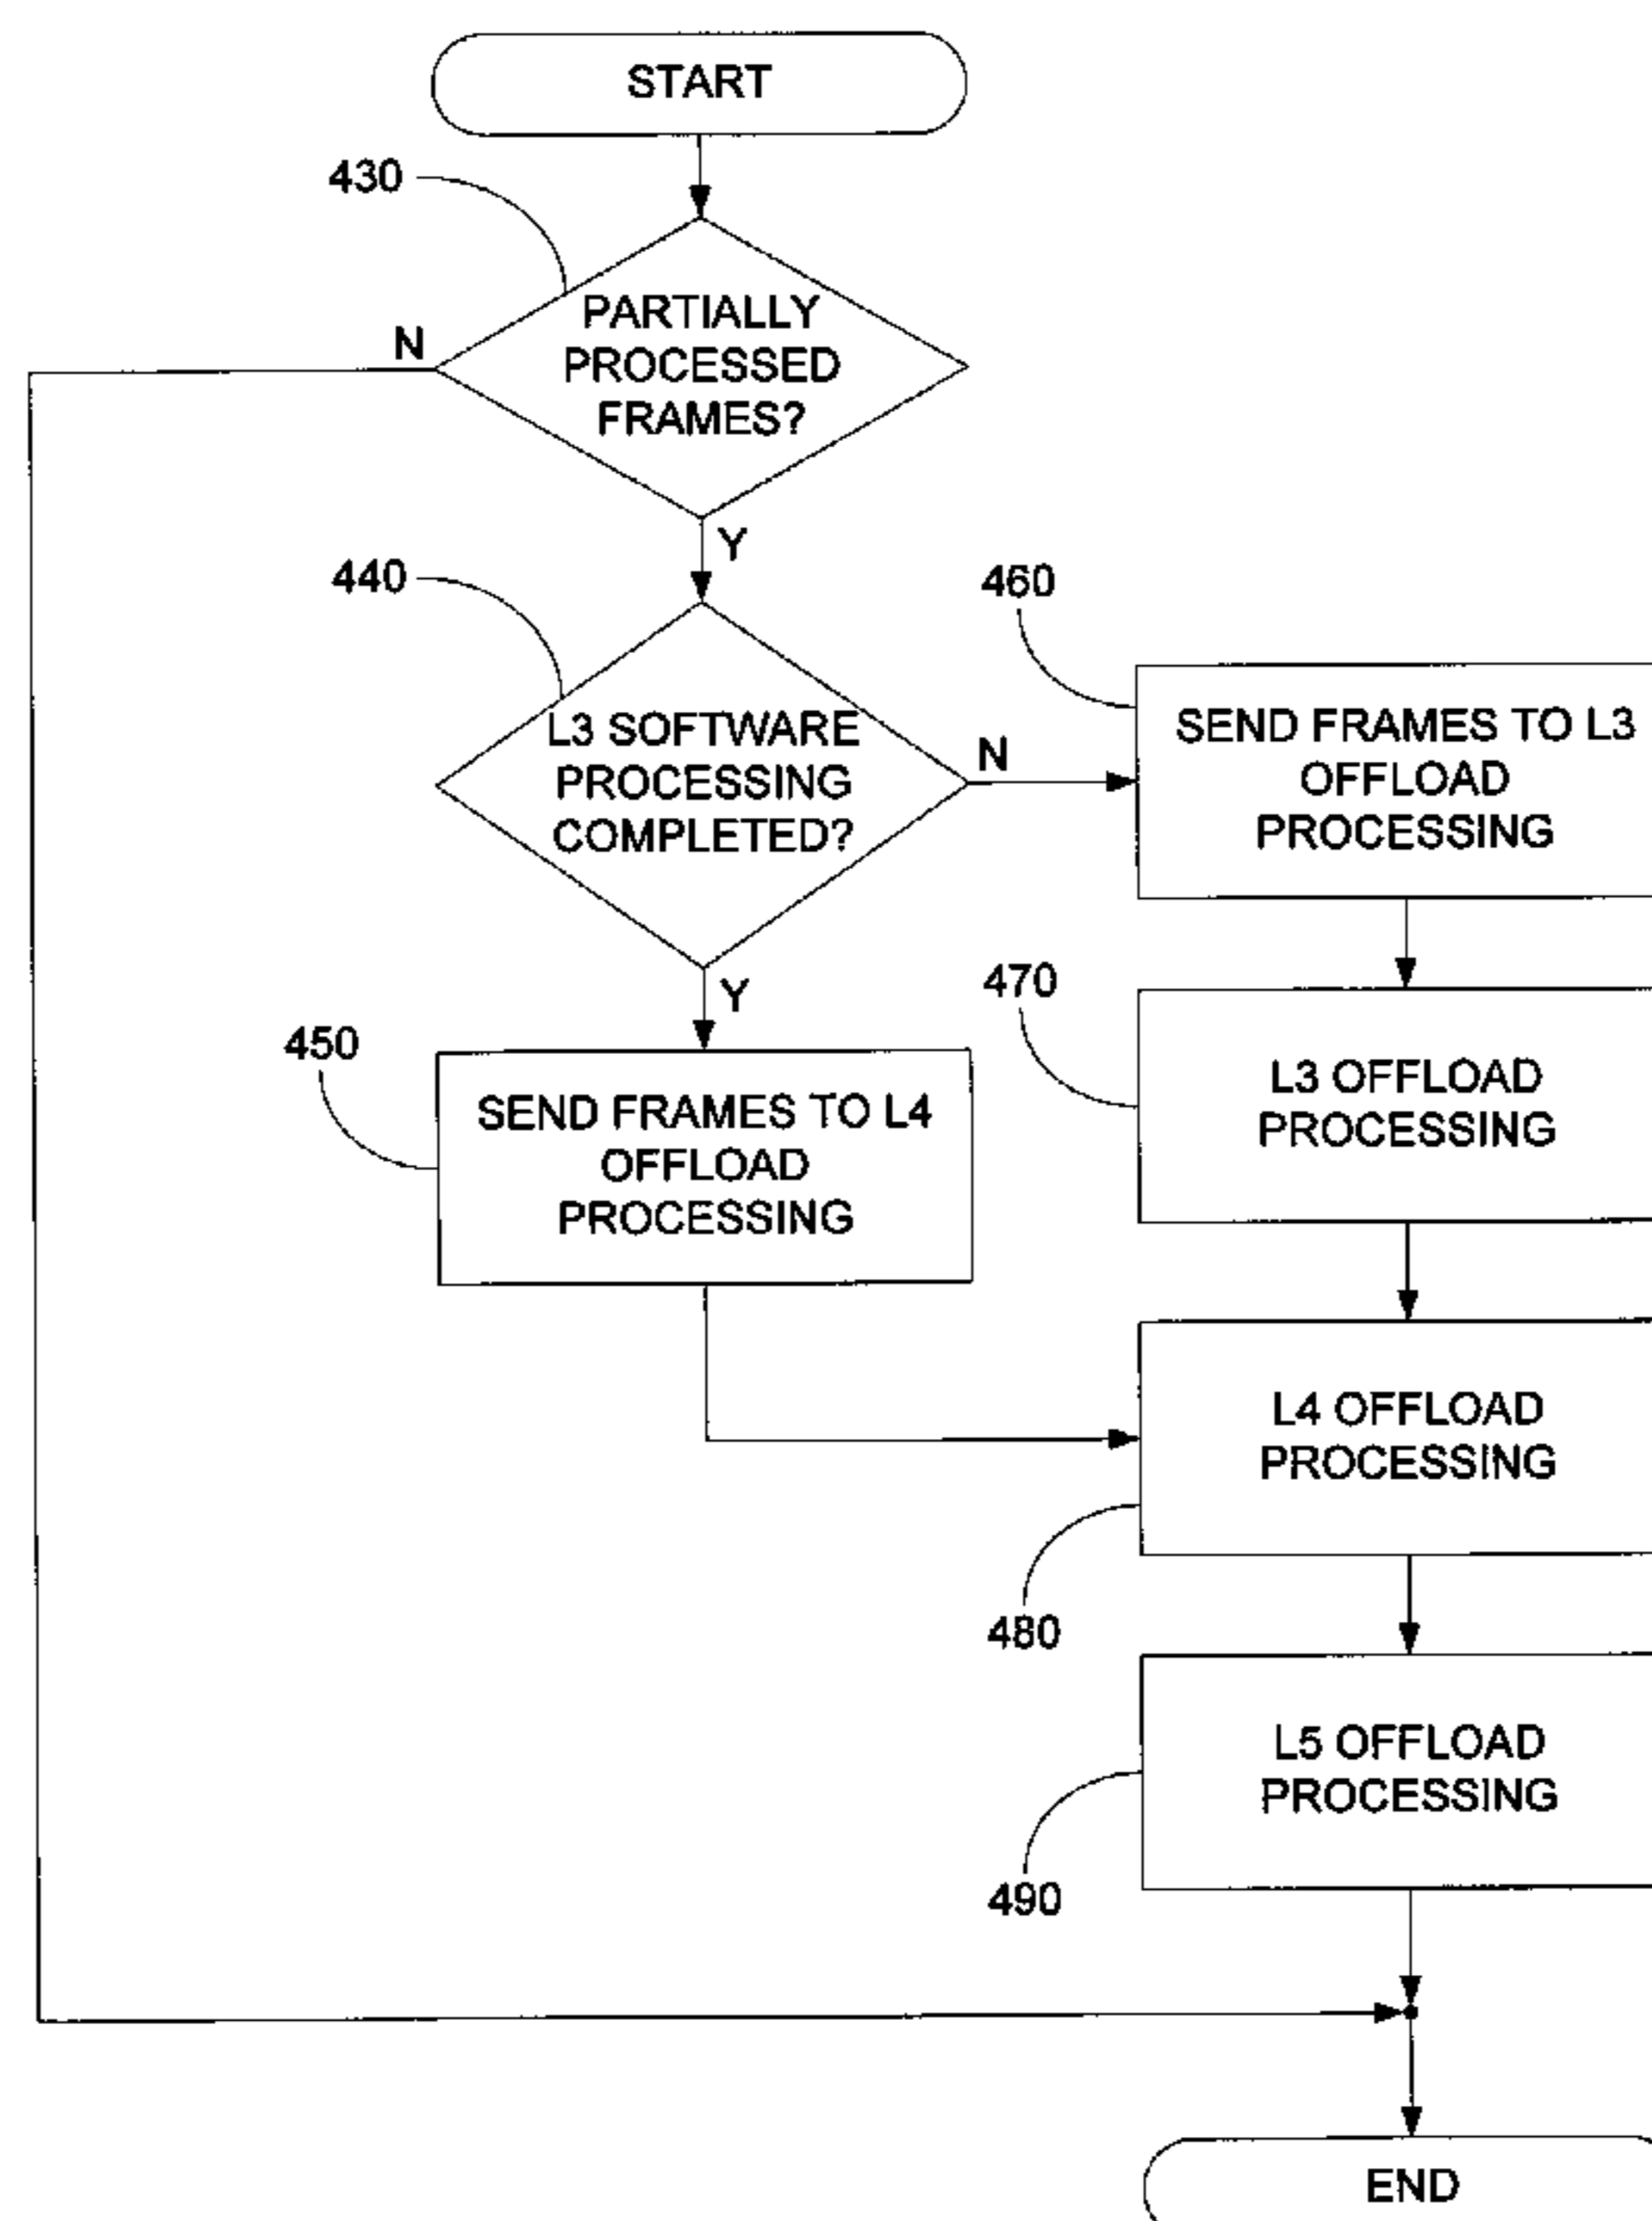 START
430
PARTIALLY
PROCESSED
FRAMES?
N
Y
440
L3 SOFTWARE
PROCESSING
COMPLETED?
N
460
SEND FRAMES TO L3
OFFLOAD
PROCESSING
Y
450
SEND FRAMES TO L4
OFFLOAD
PROCESSING
470
L3 OFFLOAD
PROCESSING
L4 OFFLOAD
PROCESSING
480
L5 OFFLOAD
PROCESSING
490
END